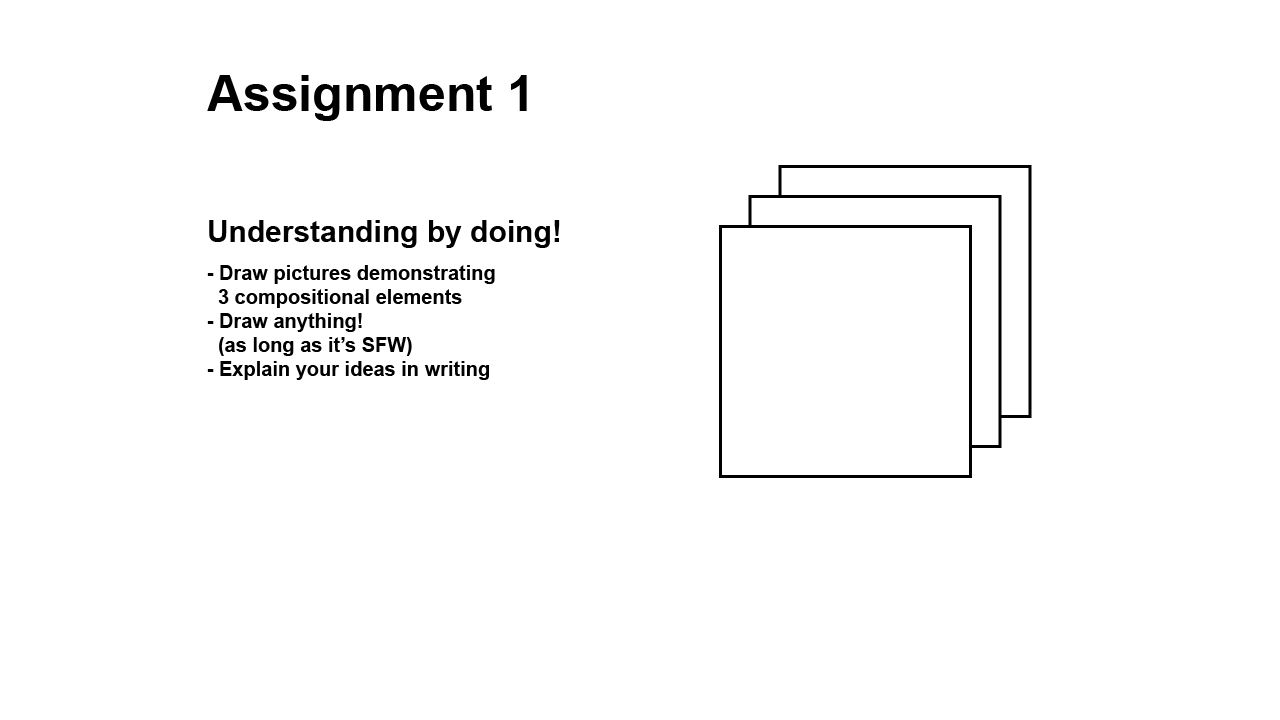 Assignment 1
Understanding by doing!
- Draw pictures demonstrating
3 compositional elements
- Draw anything!
(as long as it’s SFW)
- Explain your ideas in writing